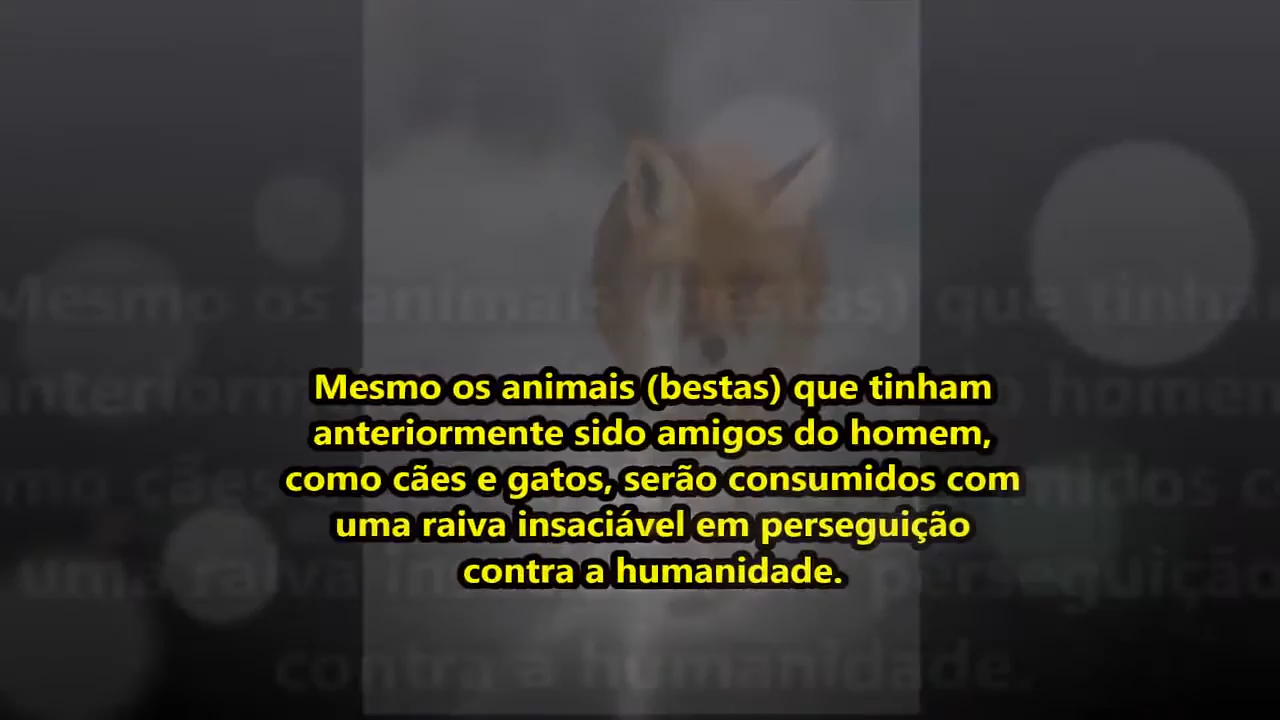 Mesmo os animais (bestas) que tinham
anteriormente sido amigos do homem,
como cães e gatos, serão consumidos com
uma raiva insaciável em perseguição
contra a humanidade.